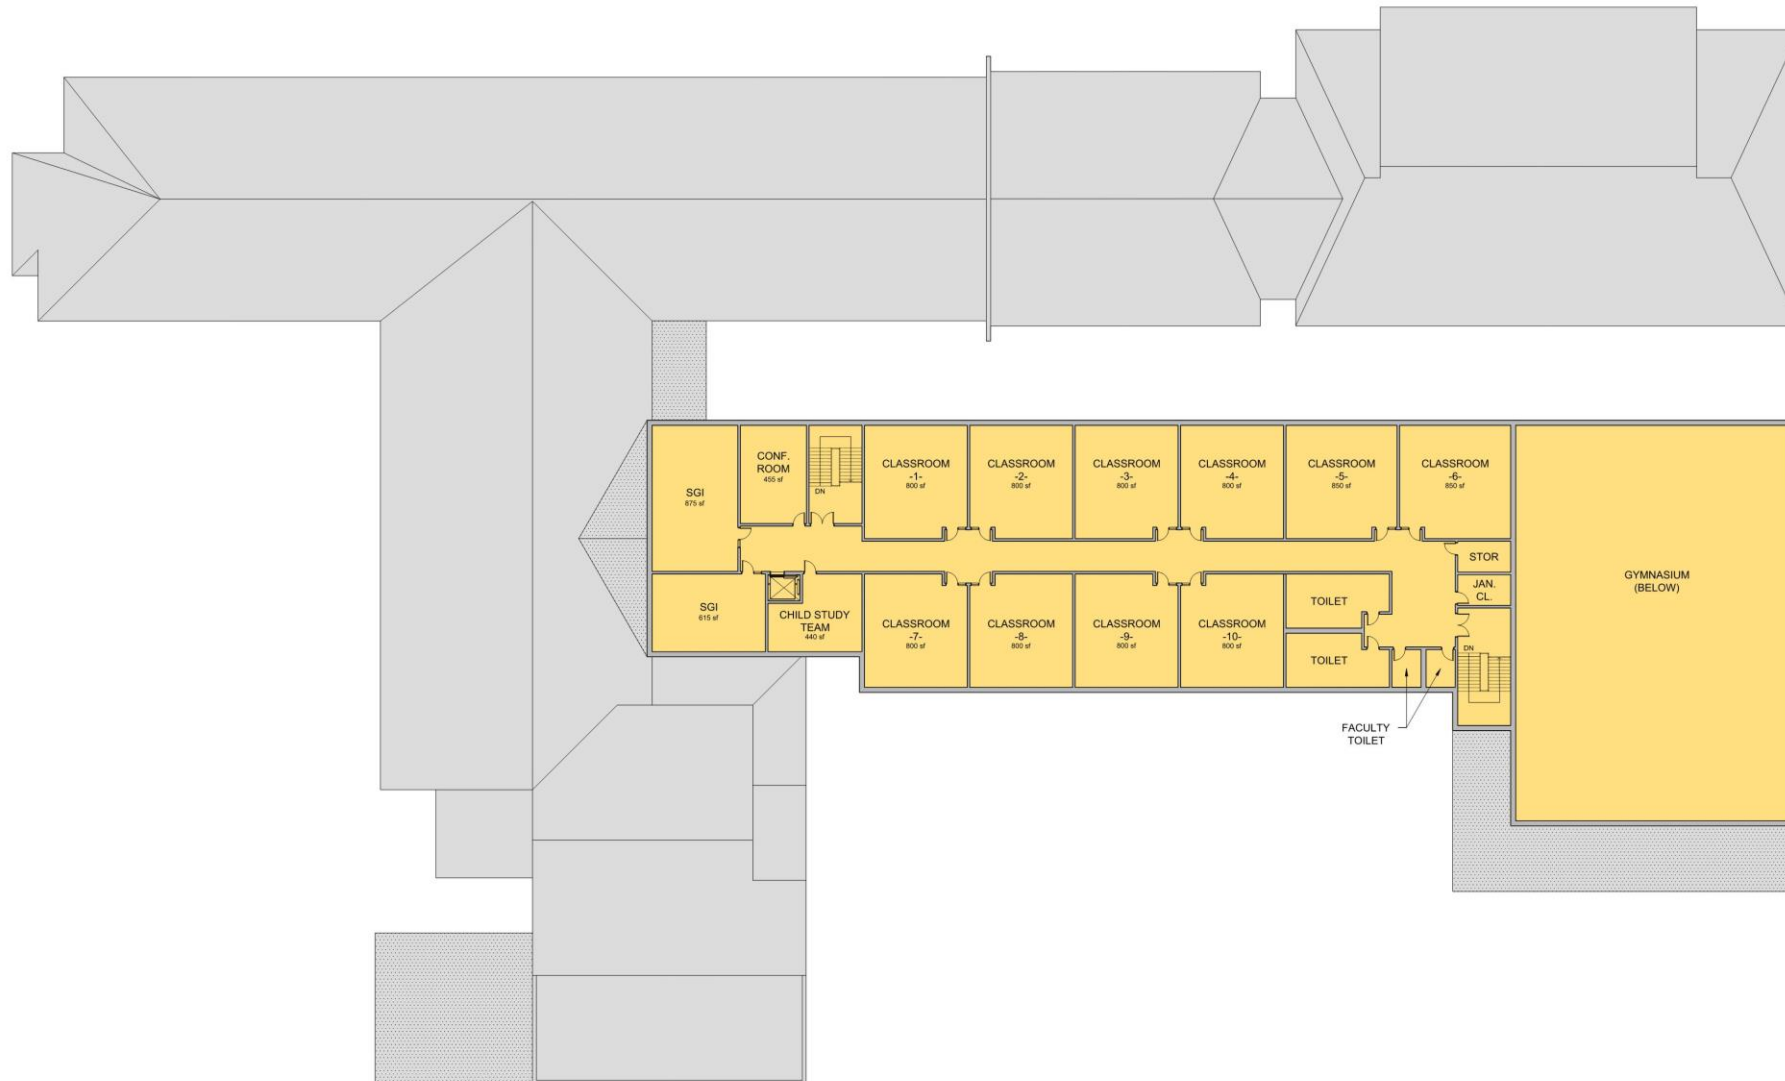 SGI
875 sf
CONF.
ROOM
455 sf
DN
CLASSROOM
-1-
800 sf
CLASSROOM
-2-
800 sf
CLASSROOM
-3-
800 sf
CLASSROOM
-4-
800 sf
CLASSROOM
-5-
850 sf
CLASSROOM
-6-
850 sf
STOR
JAN.
CL.
GYMNASIUM
(BELOW)
SGI
615 sf
CHILD STUDY
TEAM
440 sf
CLASSROOM
-7-
800 sf
CLASSROOM
-8-
800 sf
CLASSROOM
-9-
800 sf
CLASSROOM
-10-
800 sf
TOILET
TOILET
DN
FACULTY
TOILET